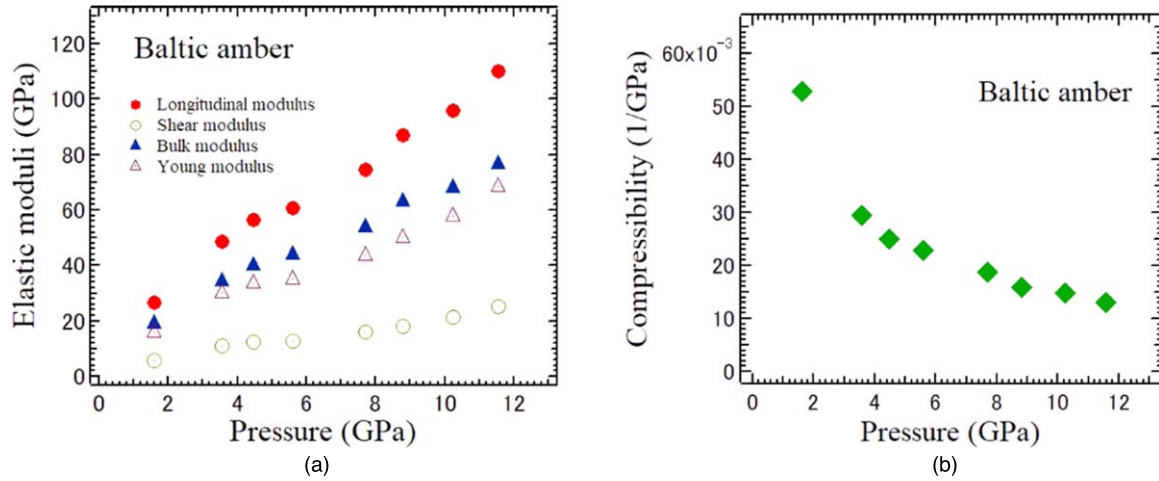 Baltic amber
Longitudinal modulus
Shear modulus
Bulk modulus
Young modulus
Elastic moduli (GPa)
120
100
80
60
40
20
0
0 2 4 6 8 10 12
Pressure (GPa)
(a)
Baltic amber
Compressibility (1/GPa)
60x10⁻³
50
40
30
20
10
0
0 2 4 6 8 10 12
Pressure (GPa)
(b)